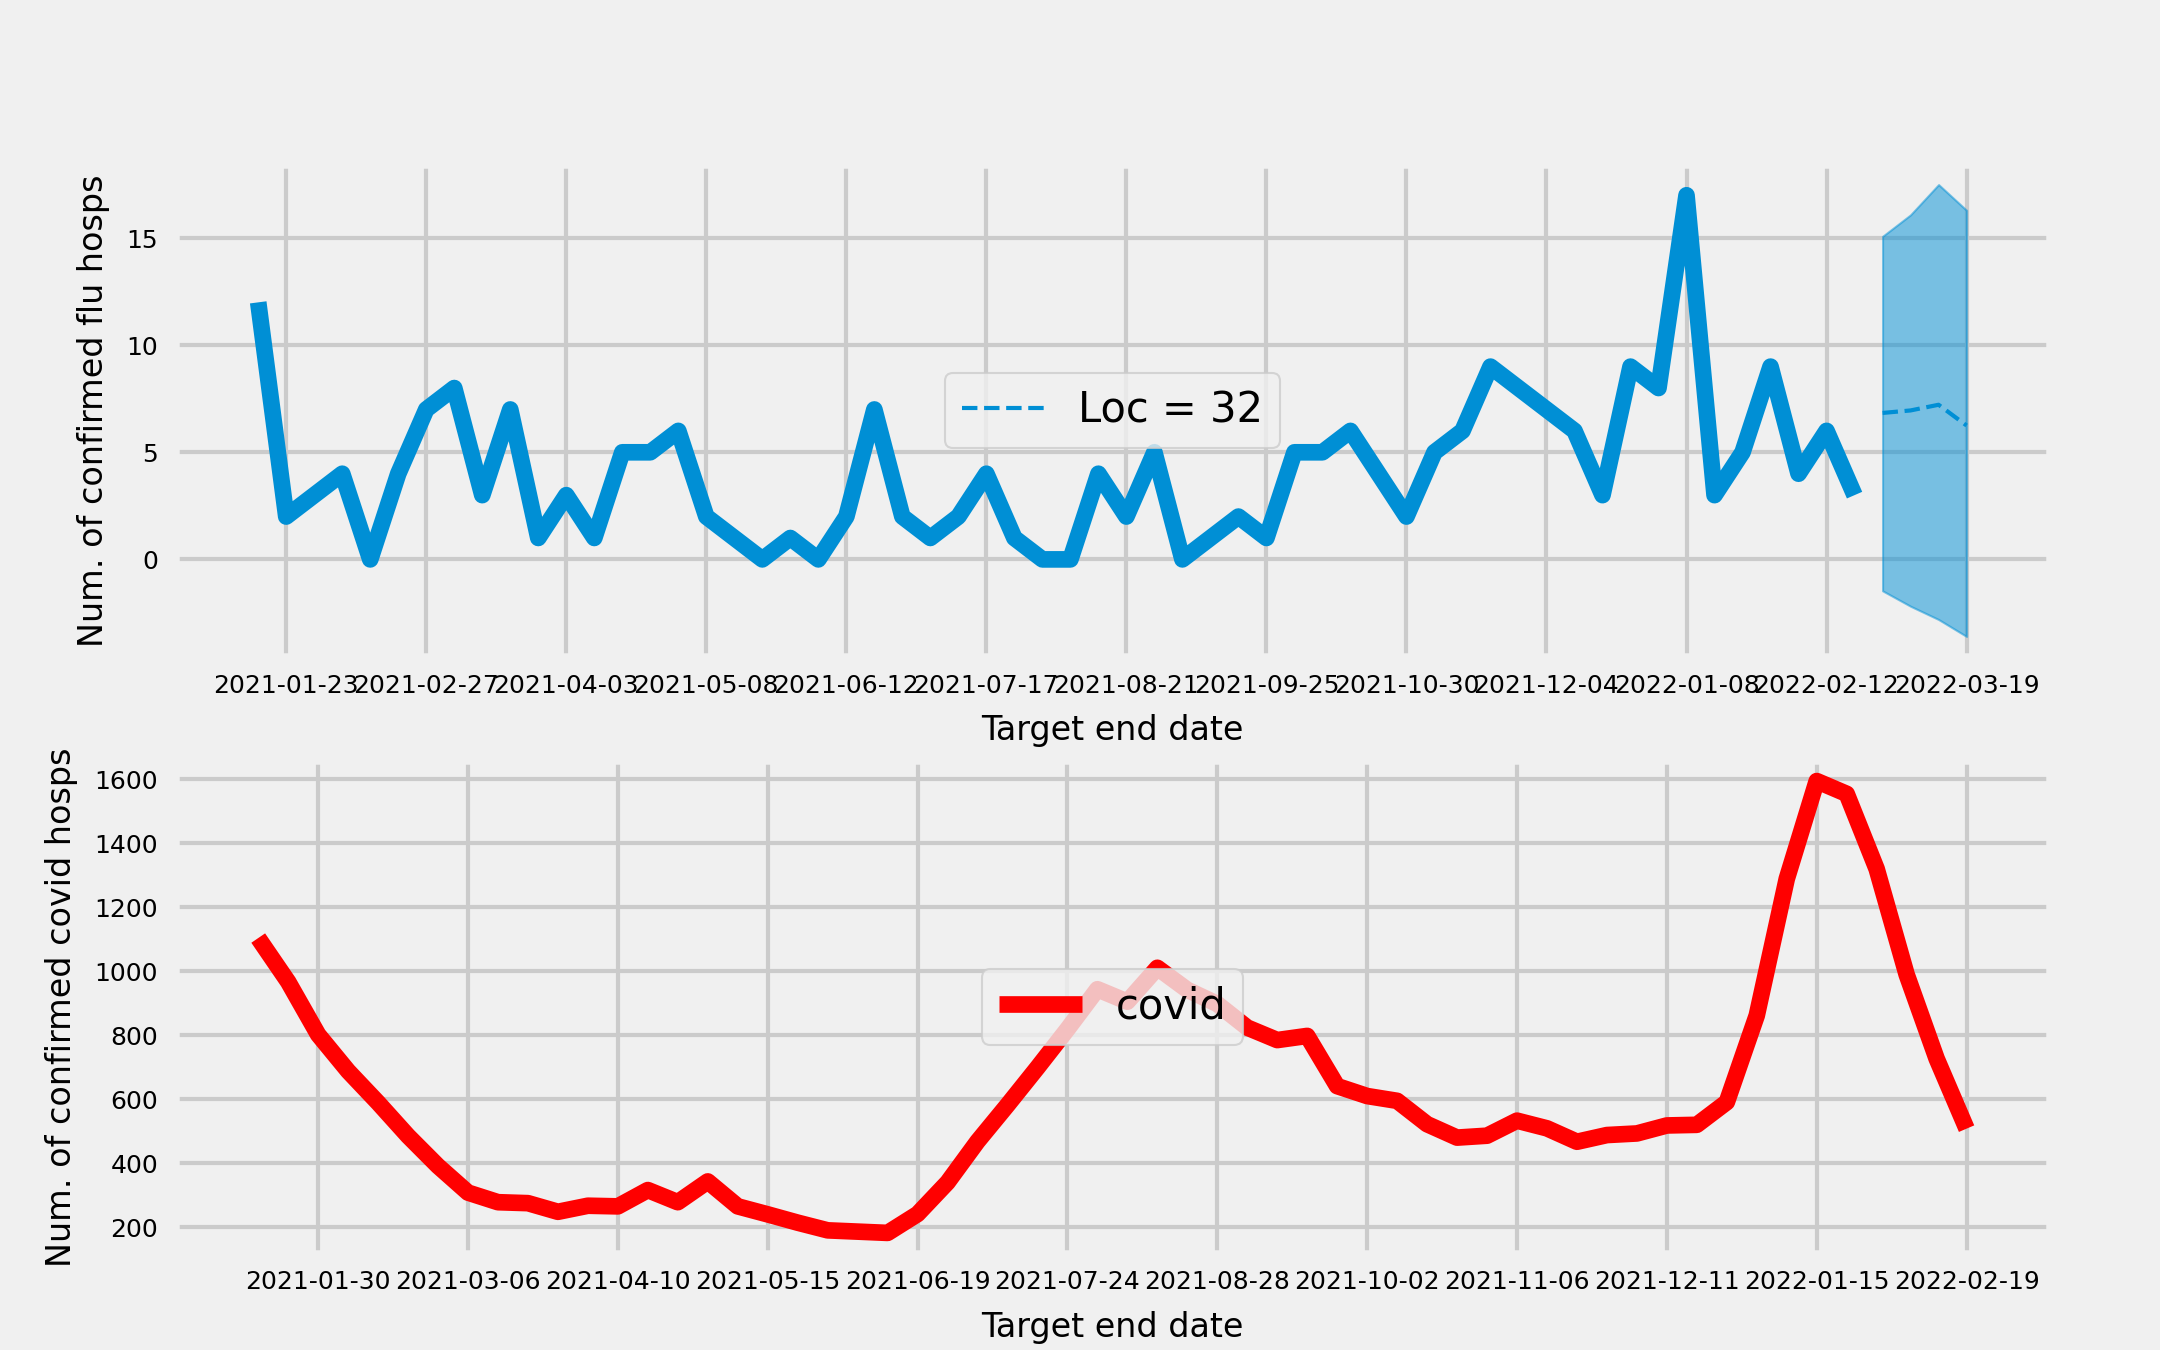 Num. of confirmed flu hosps
15
10
5
0
Loc = 32
2021-01-23 2021-02-27 2021-04-03 2021-05-08 2021-06-12 2021-07-17 2021-08-21 2021-09-25 2021-10-30 2021-12-04 2022-01-08 2022-02-12 2022-03-19
Target end date
Num. of confirmed covid hosps
1600
1400
1200
1000
800
600
400
200
covid
2021-01-30 2021-03-06 2021-04-10 2021-05-15 2021-06-19 2021-07-24 2021-08-28 2021-10-02 2021-11-06 2021-12-11 2022-01-15 2022-02-19
Target end date